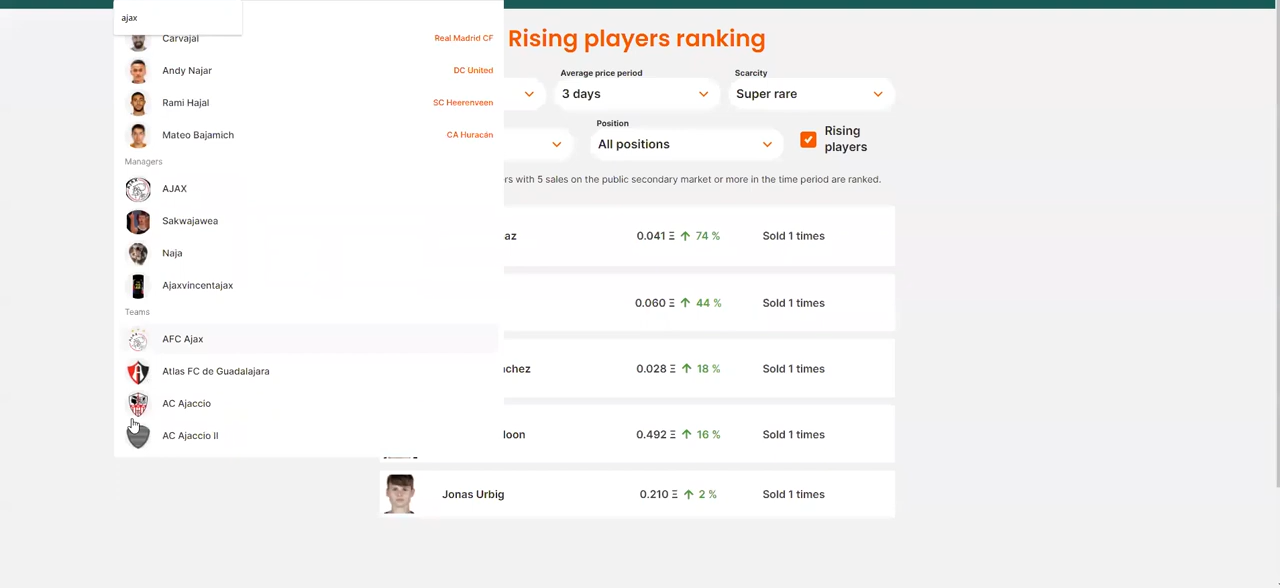 ajax
Carvajal Real Madrid CF
Andy Najar DC United
Rami Hajal SC Heerenveen
Mateo Bajamich CA Huracán
Managers
AJAX
Sakwajawea
Naja
Ajaxvincentajax
Teams
AFC Ajax
Atlas FC de Guadalajara
AC Ajaccio
AC Ajaccio II
Rising players ranking
Average price period
3 days
Scarcity
Super rare
Position
All positions
Rising
players
rs with 5 sales on the public secondary market or more in the time period are ranked.
az 0.041 Ξ 74 % Sold 1 times
0.060 Ξ 44 % Sold 1 times
chez 0.028 Ξ 18 % Sold 1 times
loon 0.492 Ξ 16 % Sold 1 times
Jonas Urbig 0.210 Ξ 2 % Sold 1 times